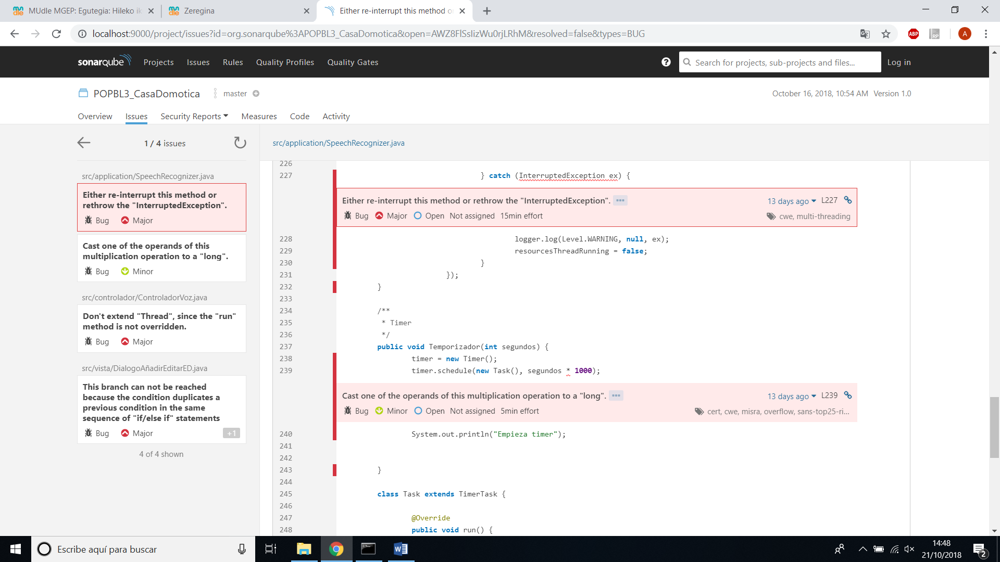 MUdle MGEP: Egutegia: Hileko ik
Zeregina
Either re-interrupt this method o
localhost:9000/project/issues?id=org.sonarqube%3APOPBL3_CasaDomotica&open=AWZ8FlSsIizWu0rjLRhM&resolved=false&types=BUG
ABP
RP
A
sonarqube
Projects
Issues
Rules
Quality Profiles
Quality Gates
?
Search for projects, sub-projects and files...
Log in
POPBL3_CasaDomotica
master
October 16, 2018, 10:54 AM Version 1.0
Overview
Issues
Security Reports
Measures
Code
Activity
1 / 4 issues
src/application/SpeechRecognizer.java
Either re-interrupt this method or
rethrow the "InterruptedException".
Bug Major
Cast one of the operands of this
multiplication operation to a "long".
Bug Minor
src/controlador/ControladorVoz.java
Don't extend "Thread", since the "run"
method is not overridden.
Bug Major
src/vista/DialogoAñadirEditarED.java
This branch can not be reached
because the condition duplicates a
previous condition in the same
sequence of "if/else if" statements
Bug Major +1
4 of 4 shown
src/application/SpeechRecognizer.java
226
227 } catch (InterruptedException ex) {
Either re-interrupt this method or rethrow the "InterruptedException". 13 days ago L227
Bug Major Open Not assigned 15min effort cwe, multi-threading
228 logger.log(Level.WARNING, null, ex);
229 resourcesThreadRunning = false;
230 }
231 });
232 }
233
234 /**
235 * Timer
236 */
237 public void Temporizador(int segundos) {
238 timer = new Timer();
239 timer.schedule(new Task(), segundos * 1000);
Cast one of the operands of this multiplication operation to a "long". 13 days ago L239
Bug Minor Open Not assigned 5min effort cert, cwe, misra, overflow, sans-top25-ri...
240 System.out.println("Empieza timer");
241
242
243 }
244
245 class Task extends TimerTask {
246
247 @Override
248 public void run() {
Escribe aquí para buscar
14:48
21/10/2018
2